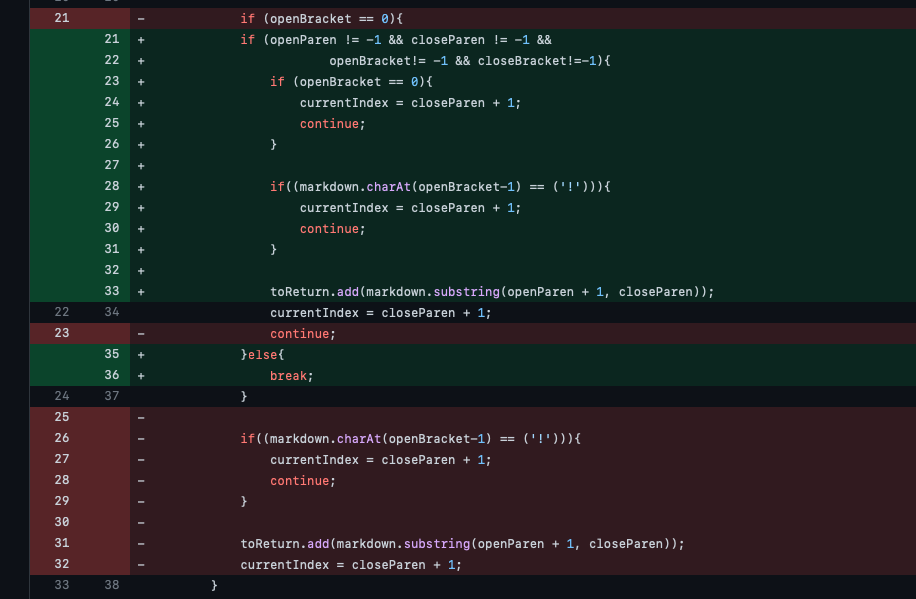 21 - if (openBracket == 0){
21 + if (openParen != -1 && closeParen != -1 &&
22 + openBracket!= -1 && closeBracket!=-1){
23 + if (openBracket == 0){
24 + currentIndex = closeParen + 1;
25 + continue;
26 + }
27 +
28 + if((markdown.charAt(openBracket-1) == ('!'))){
29 + currentIndex = closeParen + 1;
30 + continue;
31 + }
32 +
33 + toReturn.add(markdown.substring(openParen + 1, closeParen));
22 34 currentIndex = closeParen + 1;
23 - continue;
35 + }else{
36 + break;
24 37 }
25 -
26 - if((markdown.charAt(openBracket-1) == ('!'))){
27 - currentIndex = closeParen + 1;
28 - continue;
29 - }
30 -
31 - toReturn.add(markdown.substring(openParen + 1, closeParen));
32 - currentIndex = closeParen + 1;
33 38 }